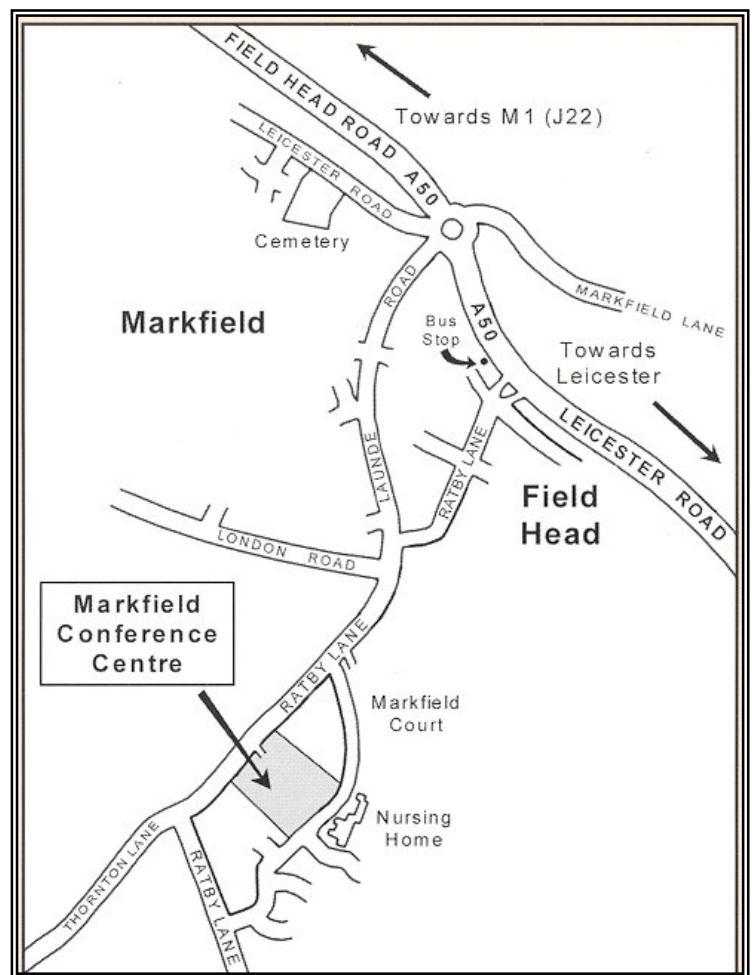 FIELD HEAD ROAD A50
Towards M1 (J22)
LEICESTER ROAD
Cemetery
MARKFIELD LANE
ROAD
Markfield
Bus
Stop
A50
Towards
Leicester
LEICESTER ROAD
LAUNDE
RATBY LANE
Field
Head
LONDON ROAD
Markfield
Conference
Centre
RATBY LANE
Markfield
Court
Nursing
Home
THORNTON LANE
RATBY LANE